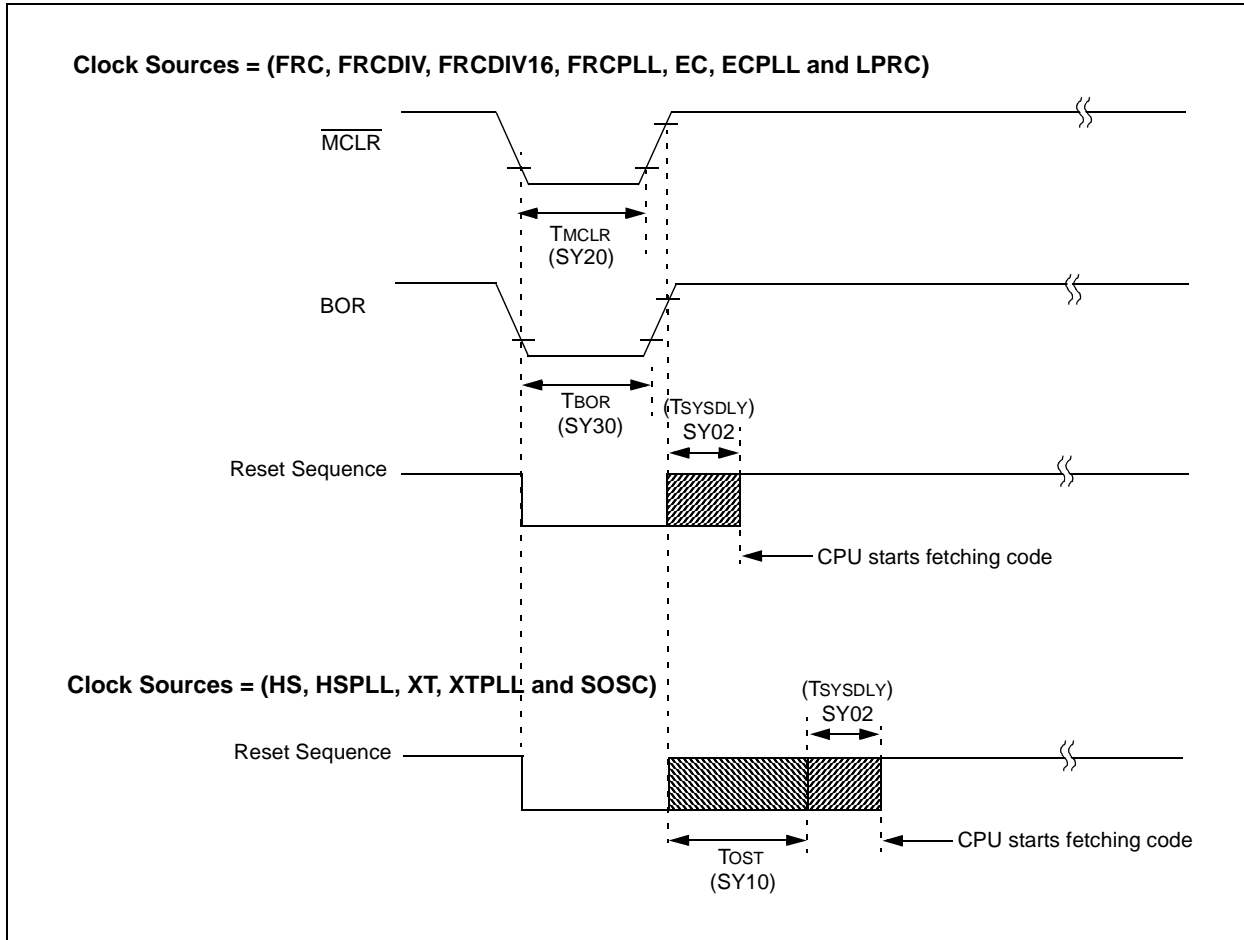 Clock Sources = (FRC, FRCDIV, FRCDIV16, FRCPLL, EC, ECPLL and LPRC)
MCLR
TMCLR
(SY20)
BOR
TBOR
(SY30)
(TSYSDLY)
SY02
Reset Sequence
CPU starts fetching code
Clock Sources = (HS, HSPLL, XT, XTPLL and SOSC)
(TSYSDLY)
SY02
Reset Sequence
CPU starts fetching code
TOST
(SY10)